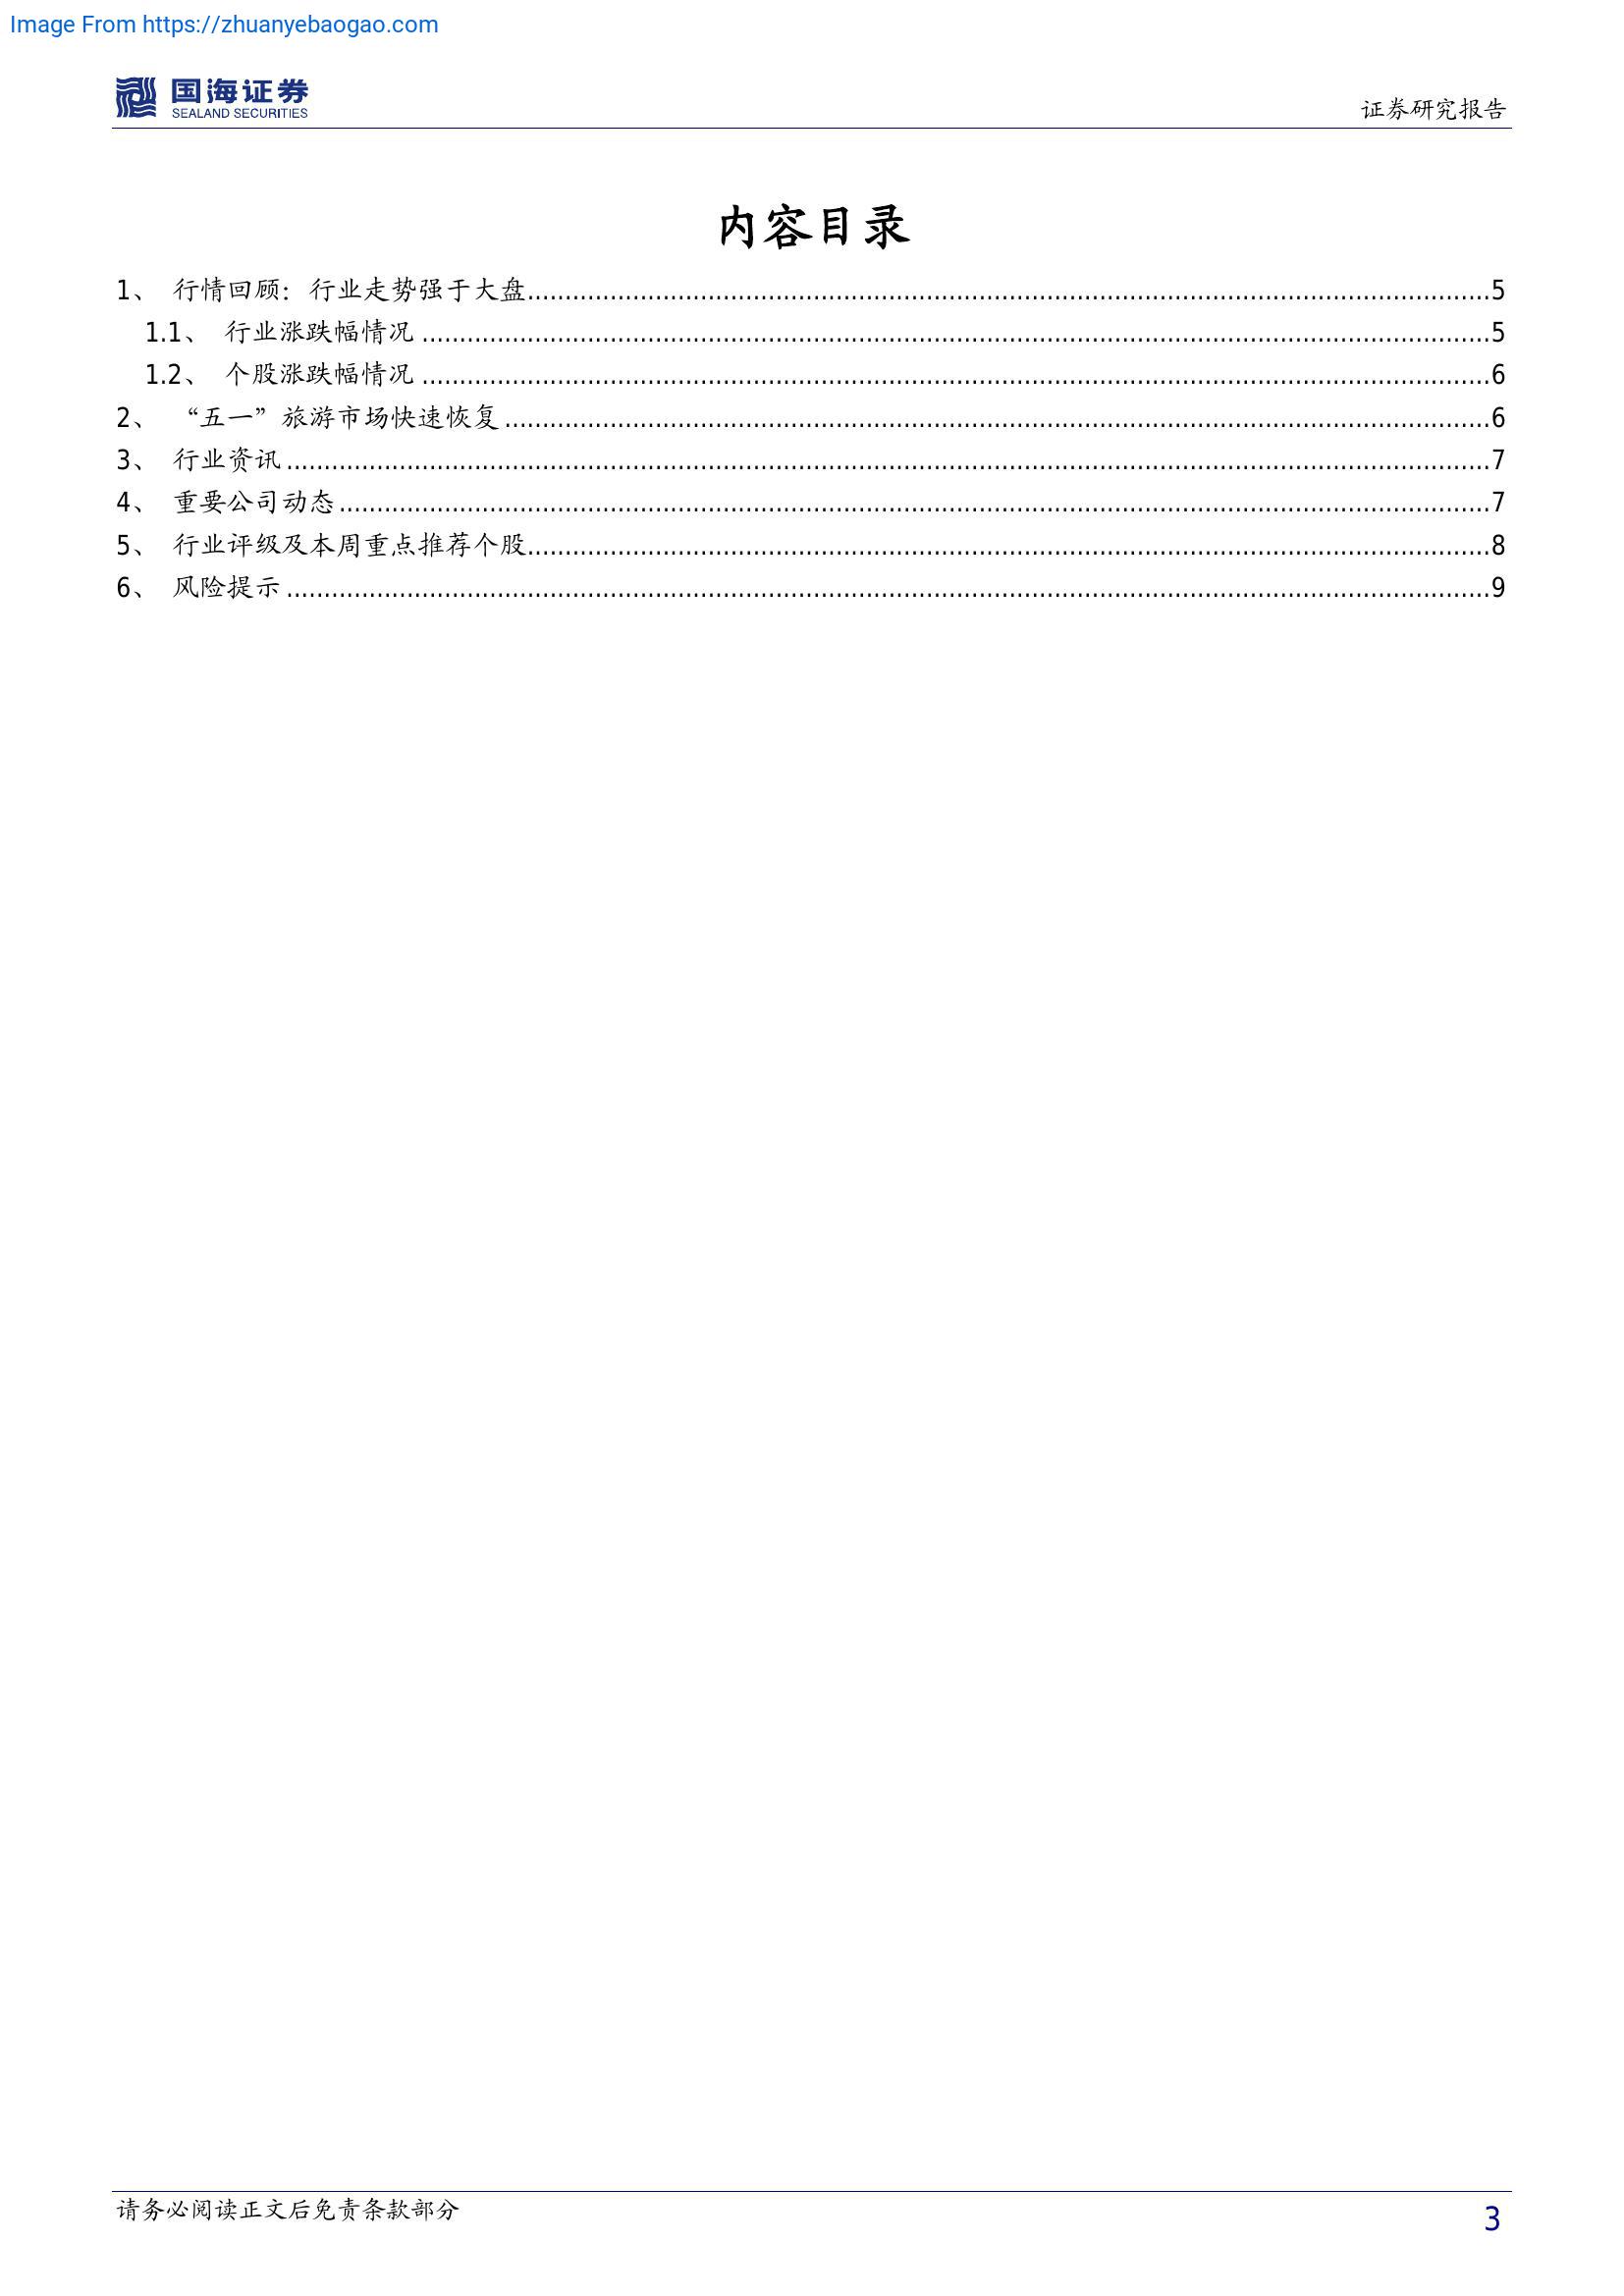 Image From https://zhuanyebaogao.com
国海证券
SEALAND SECURITIES
证券研究报告
内容目录
1、 行情回顾：行业走势强于大盘................................................5
1.1、 行业涨跌幅情况................................................5
1.2、 个股涨跌幅情况................................................6
2、 “五一”旅游市场快速恢复................................................6
3、 行业资讯................................................7
4、 重要公司动态................................................7
5、 行业评级及本周重点推荐个股................................................8
6、 风险提示................................................9
请务必阅读正文后免责条款部分
3